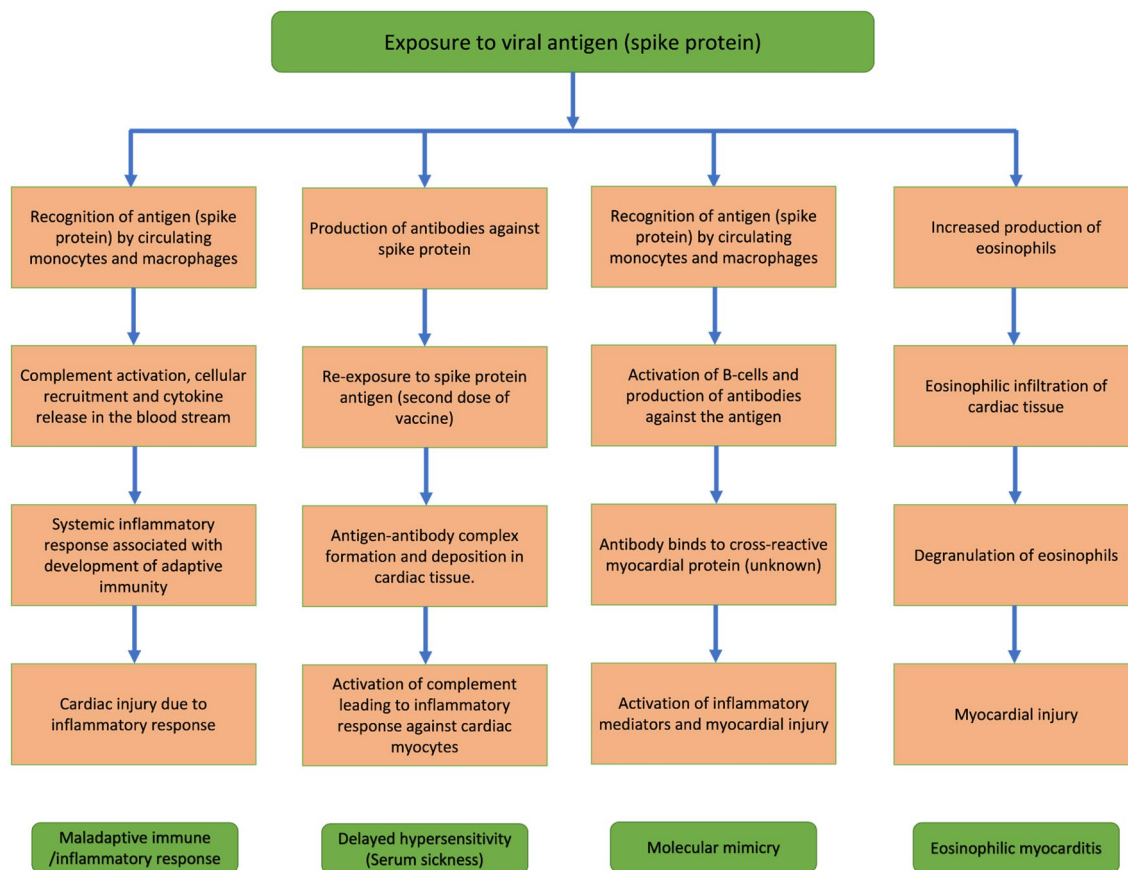 Exposure to viral antigen (spike protein)
Recognition of antigen (spike
protein) by circulating
monocytes and macrophages
Production of antibodies against
spike protein
Recognition of antigen (spike
protein) by circulating
monocytes and macrophages
Increased production of
eosinophils
Complement activation, cellular
recruitment and cytokine
release in the blood stream
Re-exposure to spike protein
antigen (second dose of
vaccine)
Activation of B-cells and
production of antibodies
against the antigen
Eosinophilic infiltration of
cardiac tissue
Systemic inflammatory
response associated with
development of adaptive
immunity
Antigen-antibody complex
formation and deposition in
cardiac tissue.
Antibody binds to cross-reactive
myocardial protein (unknown)
Degranulation of eosinophils
Cardiac injury due to
inflammatory response
Activation of complement
leading to inflammatory
response against cardiac
myocytes
Activation of inflammatory
mediators and myocardial injury
Myocardial injury
Maladaptive immune
/inflammatory response
Delayed hypersensitivity
(Serum sickness)
Molecular mimicry
Eosinophilic myocarditis